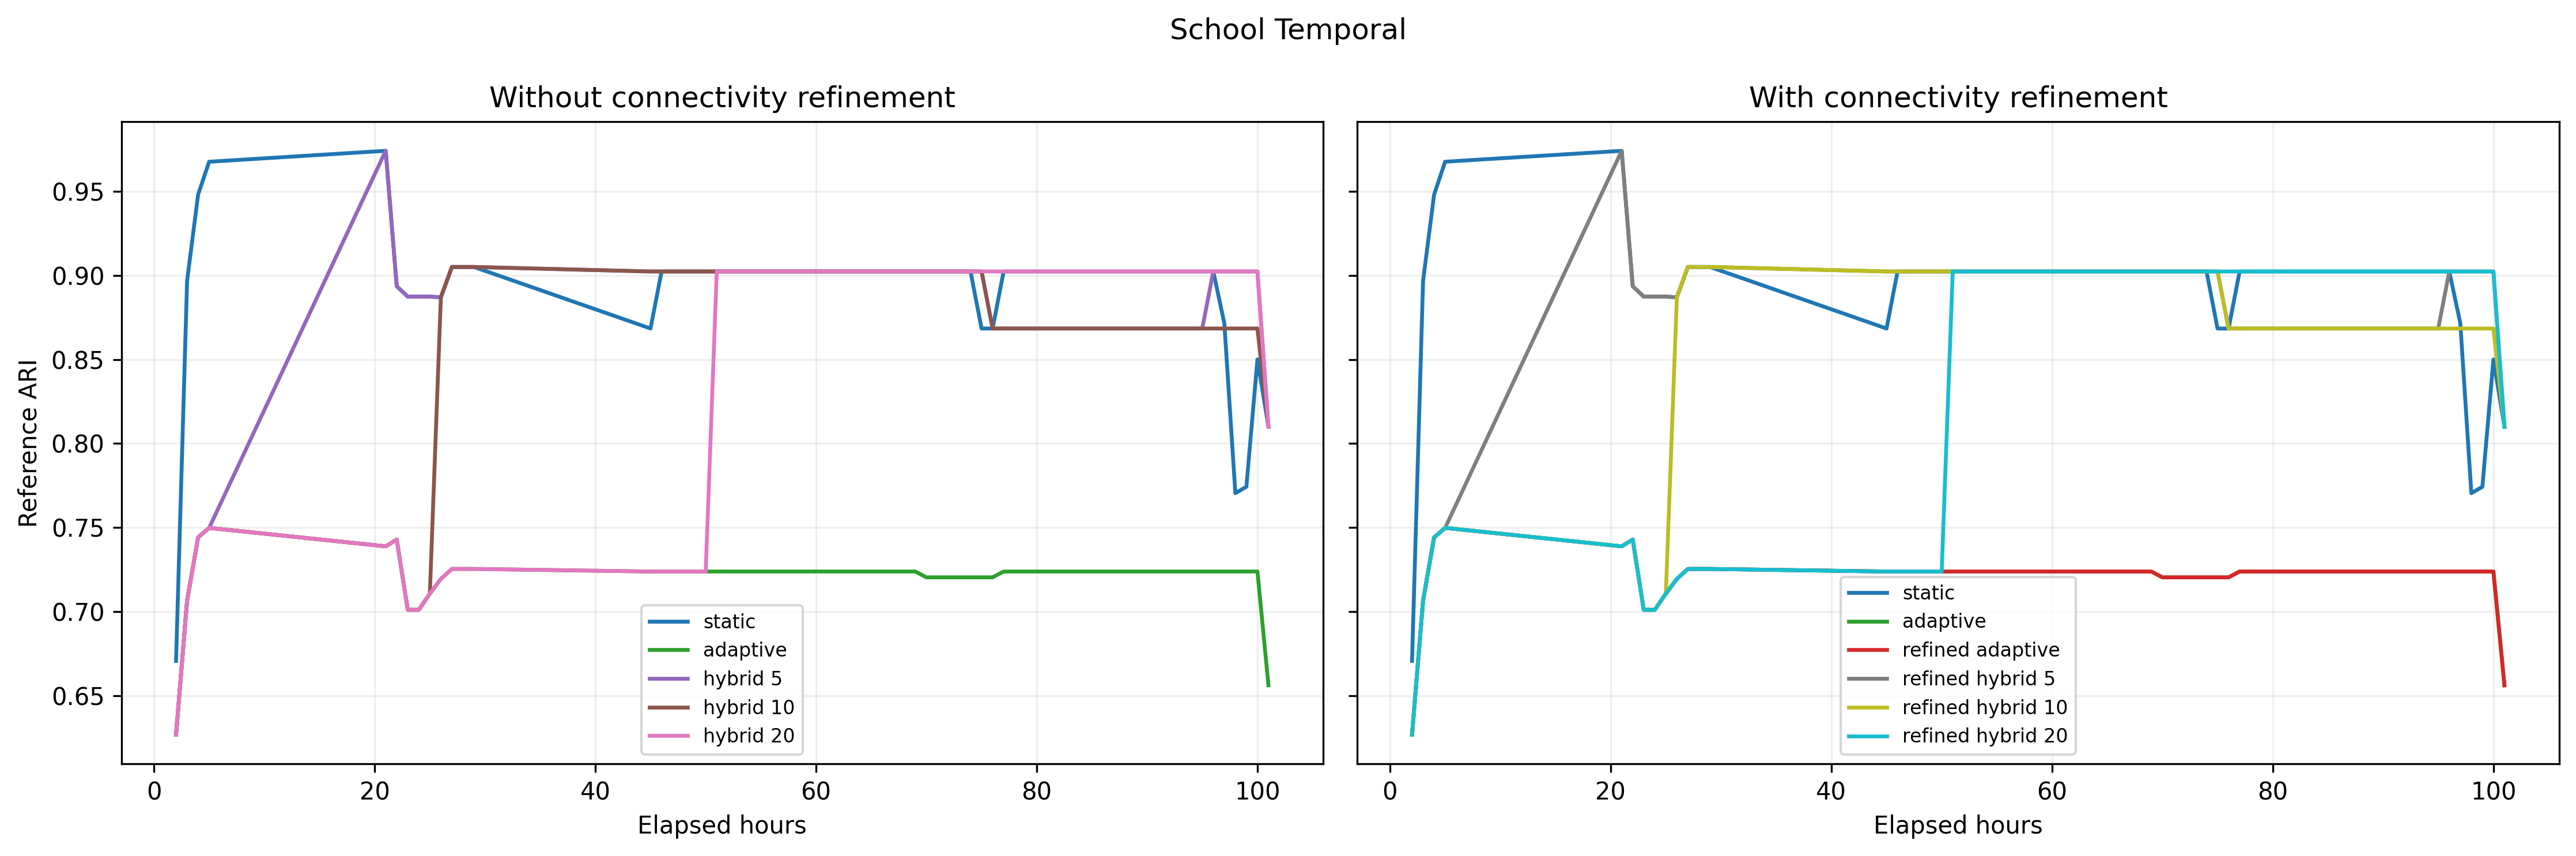 School Temporal
Without connectivity refinement
Reference ARI
0.95
0.90
0.85
0.80
0.75
0.70
0.65
static
adaptive
hybrid 5
hybrid 10
hybrid 20
0 20 40 60 80 100
Elapsed hours
With connectivity refinement
static
adaptive
refined adaptive
refined hybrid 5
refined hybrid 10
refined hybrid 20
0 20 40 60 80 100
Elapsed hours